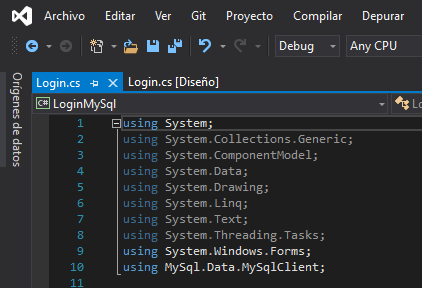 Archivo Editar Ver Git Proyecto Compilar Depurar
Debug Any CPU
Login.cs Login.cs [Diseño]
Orígenes de datos
C# LoginMySql
1 using System;
2 using System.Collections.Generic;
3 using System.ComponentModel;
4 using System.Data;
5 using System.Drawing;
6 using System.Linq;
7 using System.Text;
8 using System.Threading.Tasks;
9 using System.Windows.Forms;
10 using MySql.Data.MySqlClient;
11